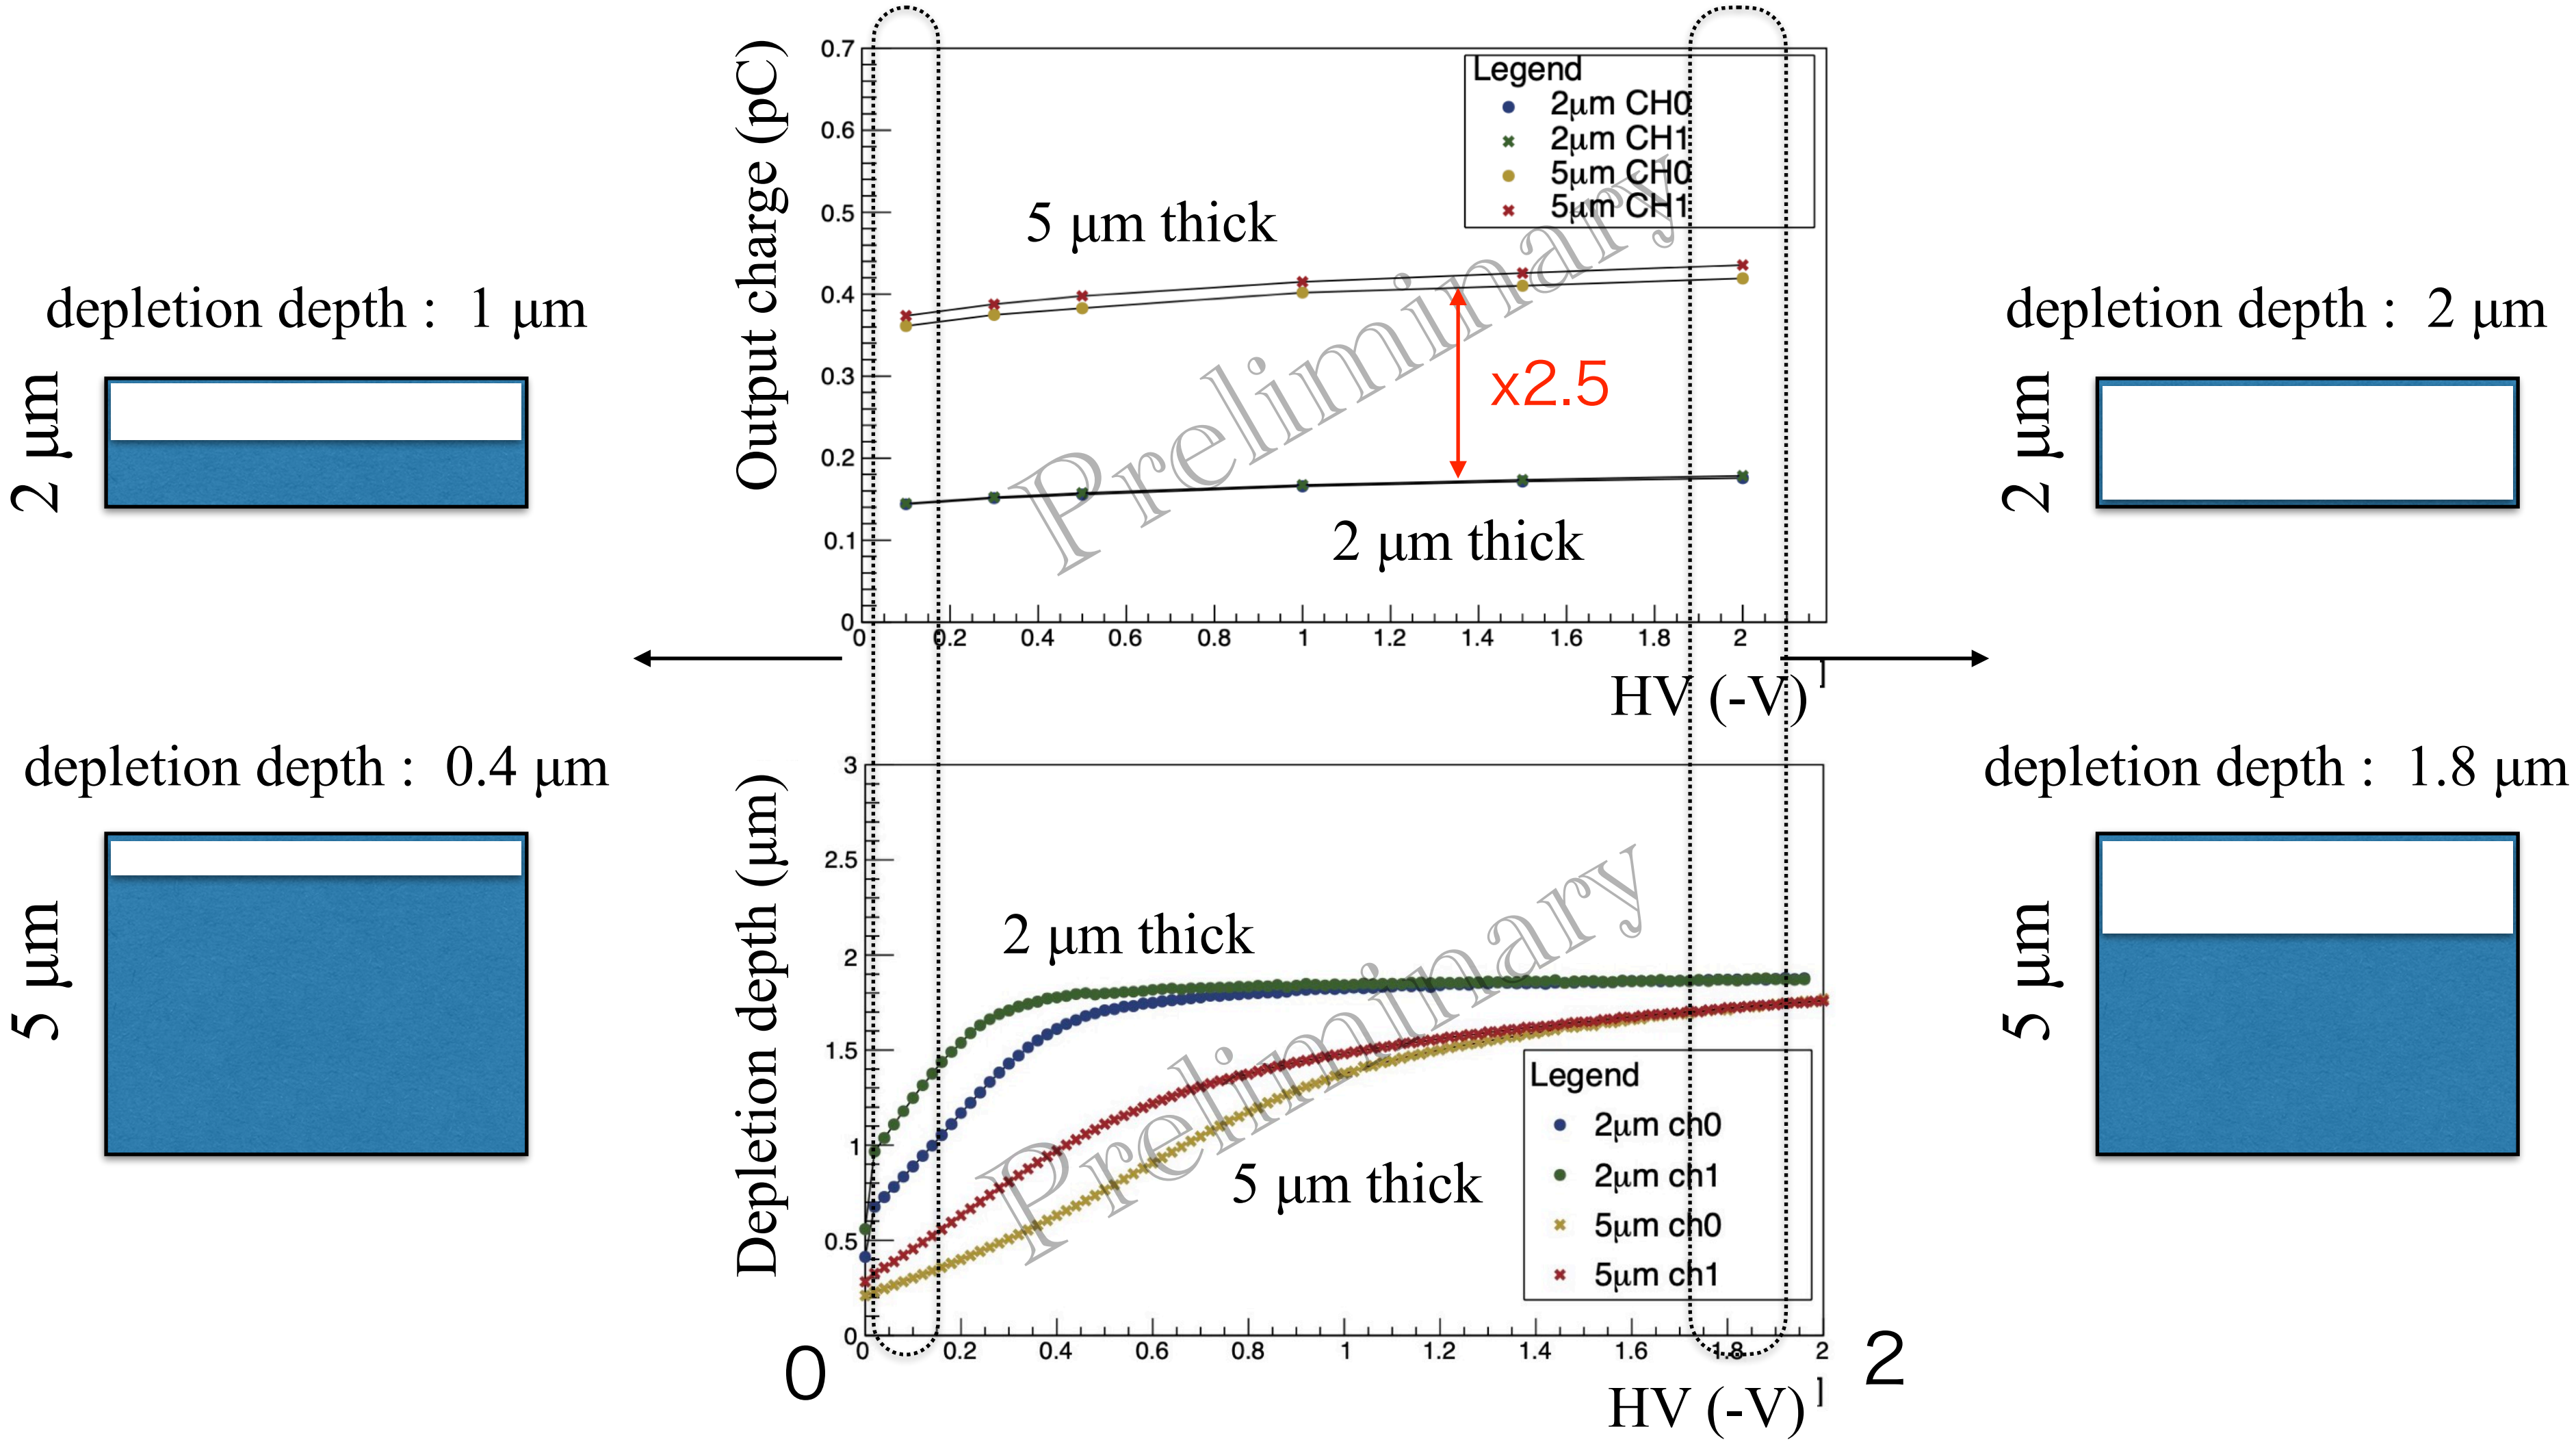 0.7
0.6
0.5
0.4
0.3
0.2
0.1
0
Output charge (pC)
Legend
2μm CH0
2μm CH1
5μm CH0
5μm CH1
5 μm thick
x2.5
2 μm thick
Preliminary
0 0.2 0.4 0.6 0.8 1 1.2 1.4 1.6 1.8 2
HV (-V) ]
depletion depth : 1 μm
2 μm
depletion depth : 0.4 μm
5 μm
depletion depth : 2 μm
2 μm
depletion depth : 1.8 μm
5 μm
3
2.5
2
1.5
1
0.5
0
Depletion depth (μm)
2 μm thick
5 μm thick
Preliminary
Legend
2μm ch0
2μm ch1
5μm ch0
5μm ch1
0 0.2 0.4 0.6 0.8 1 1.2 1.4 1.6 1.8 2
0 2
HV (-V) ]